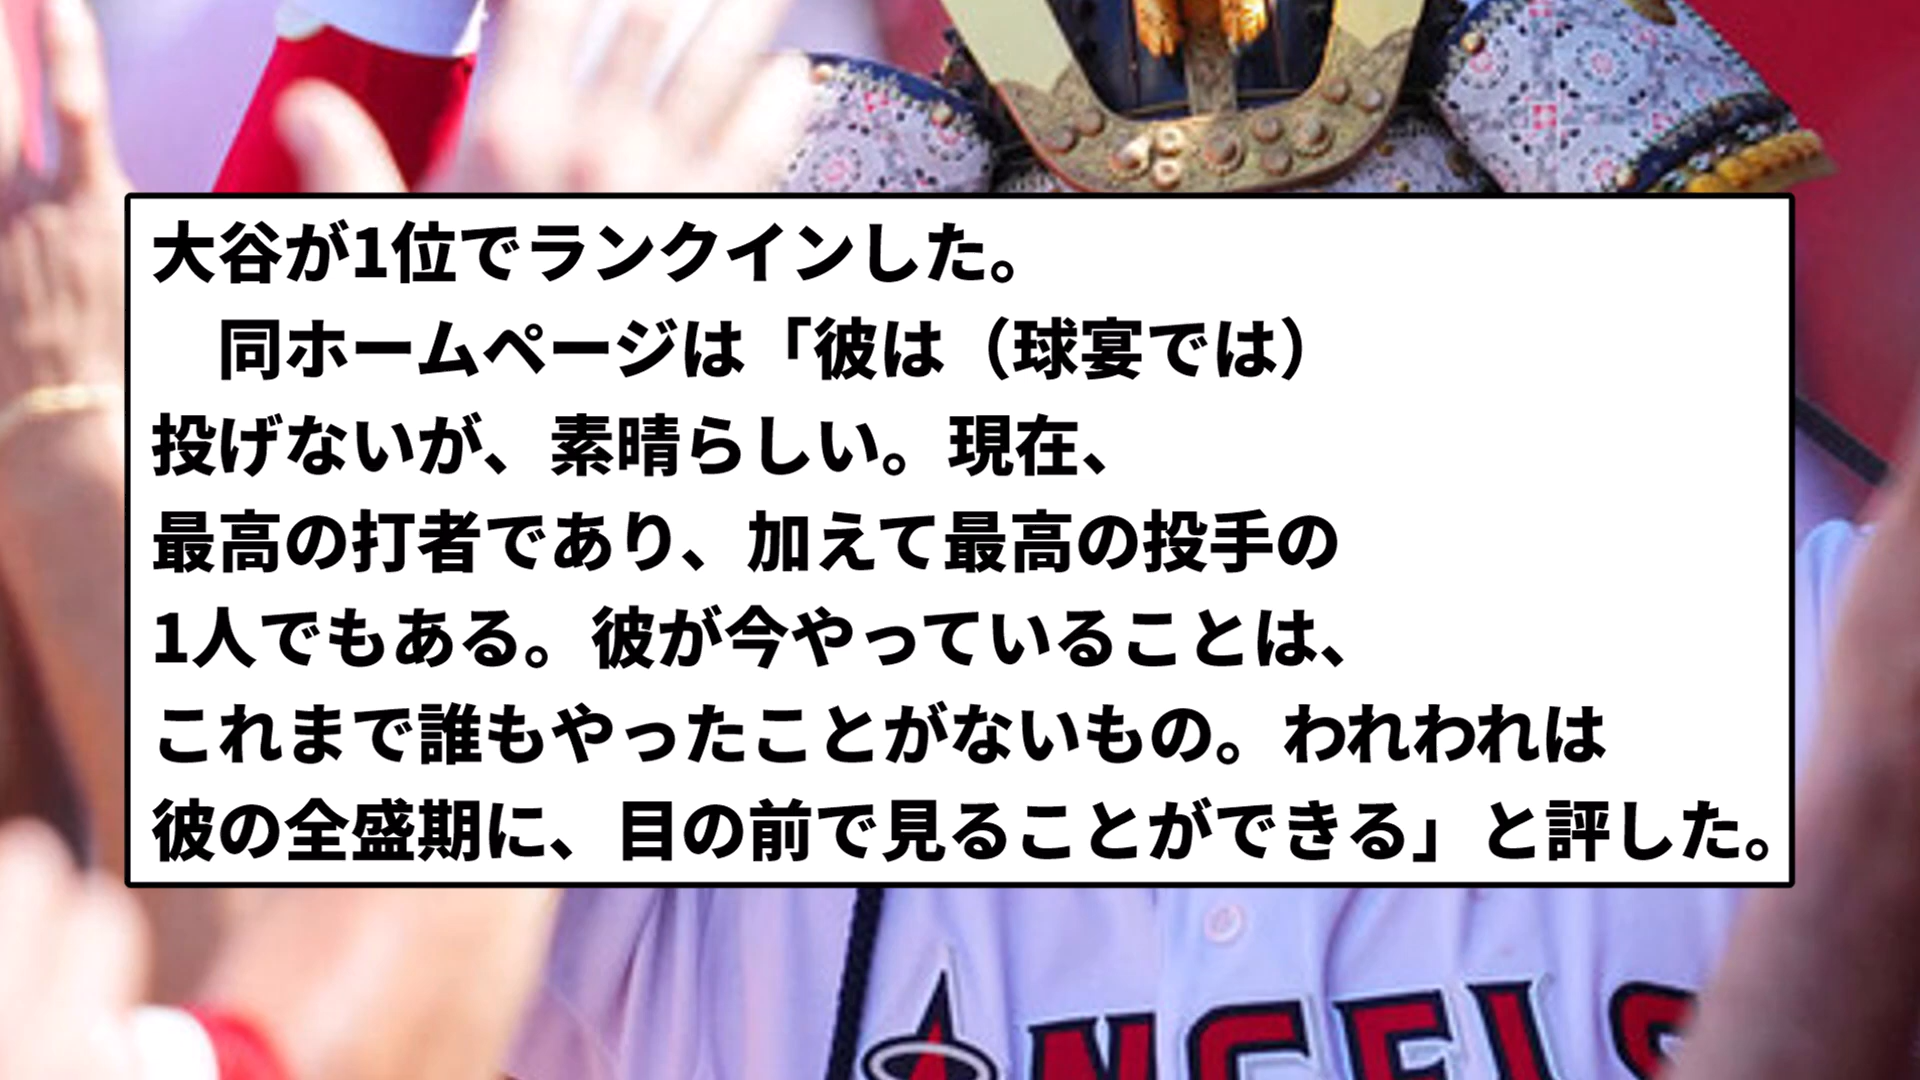 大谷が1位でランクインした。
　同ホームページは「彼は（球宴では）
投げないが、素晴らしい。現在、
最高の打者であり、加えて最高の投手の
1人でもある。彼が今やっていることは、
これまで誰もやったことがないもの。われわれは
彼の全盛期に、目の前で見ることができる」と評した。
ANGELS